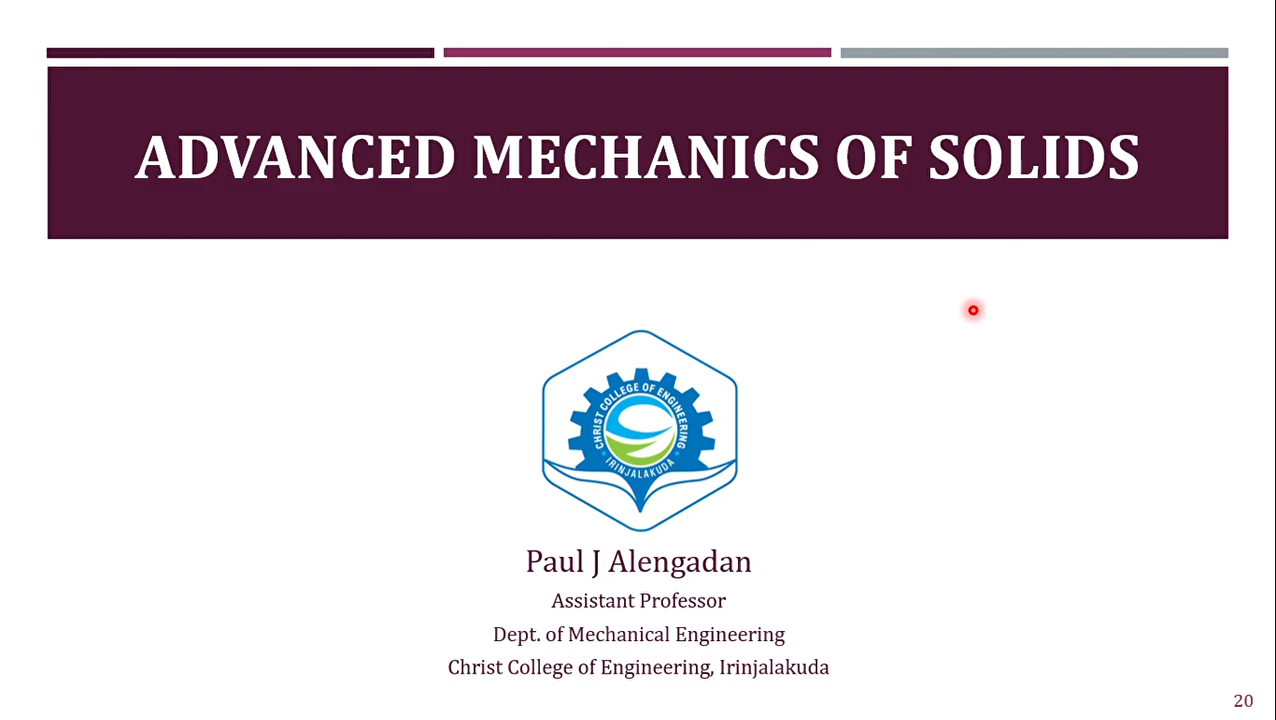 ADVANCED MECHANICS OF SOLIDS
CHRIST COLLEGE OF ENGINEERING
IRINJALAKUDA
Paul J Alengadan
Assistant Professor
Dept. of Mechanical Engineering
Christ College of Engineering, Irinjalakuda
20